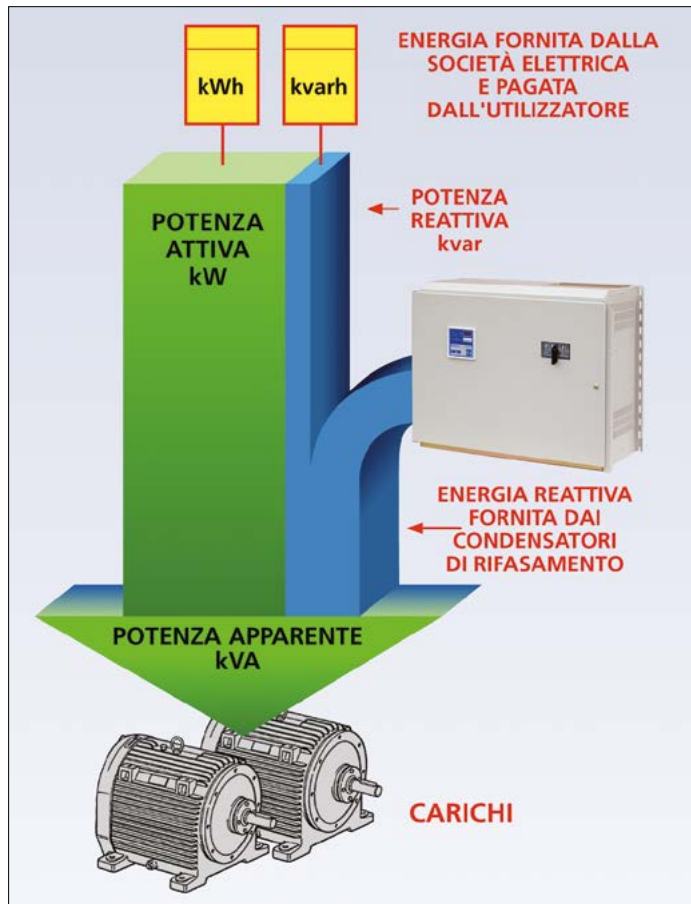 kWh
kvarh
ENERGIA FORNITA DALLA
SOCIETÀ ELETTRICA
E PAGATA
DALL'UTILIZZATORE
POTENZA
ATTIVA
kW
POTENZA
REATTIVA
kvar
ENERGIA REATTIVA
FORNITA DAI
CONDENSATORI
DI RIFASAMENTO
POTENZA APPARENTE
kVA
CARICHI